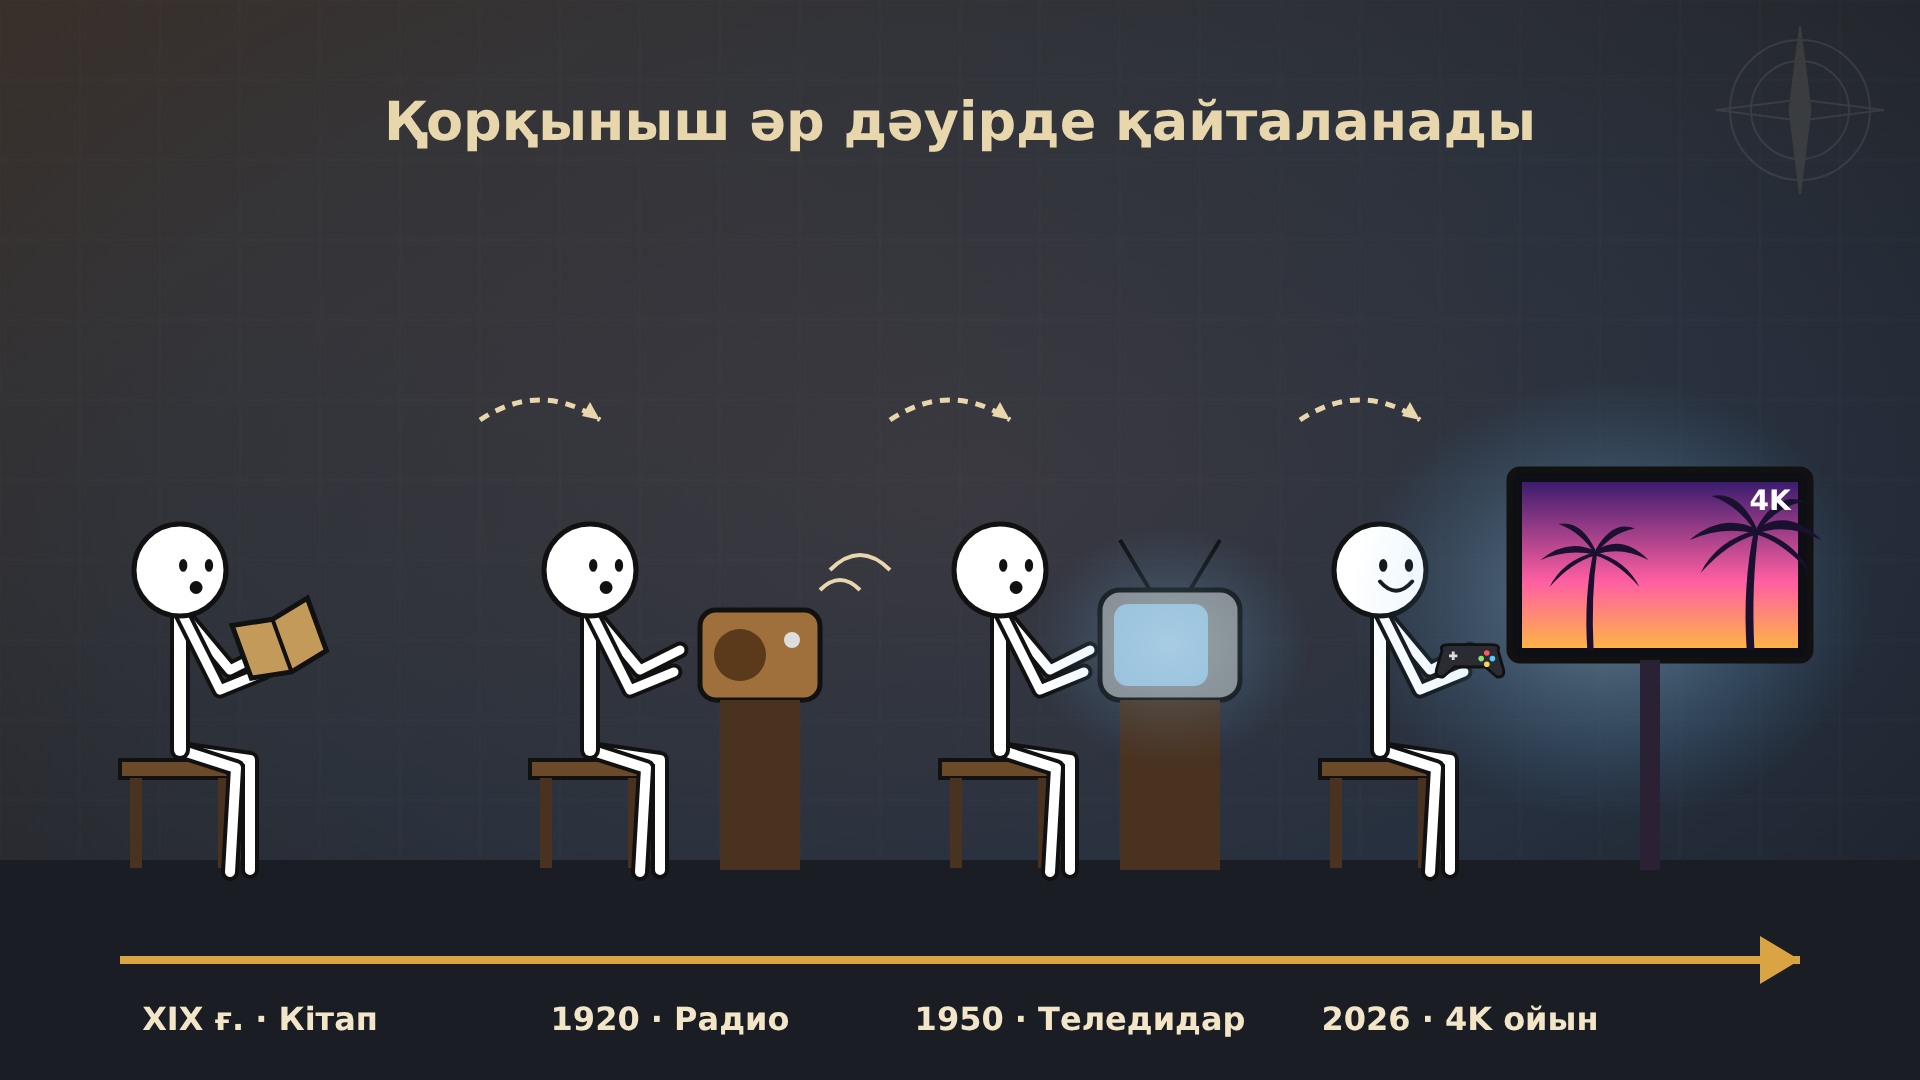 Қорқыныш әр дәуірде қайталанады
4K
XIX ғ. · Кітап
1920 · Радио
1950 · Теледидар
2026 · 4K ойын